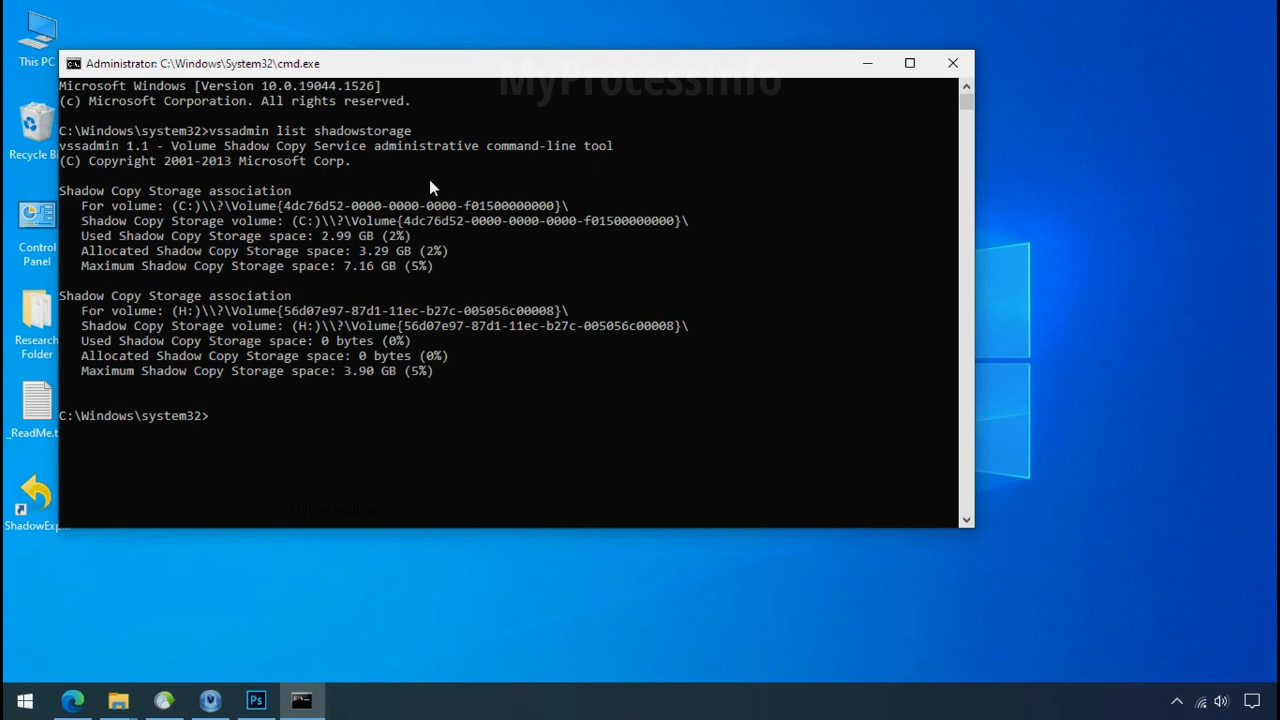 This PC
Administrator: C:\Windows\System32\cmd.exe
MyProcessInfo
Microsoft Windows [Version 10.0.19044.1526]
(c) Microsoft Corporation. All rights reserved.
C:\Windows\system32>vssadmin list shadowstorage
vssadmin 1.1 - Volume Shadow Copy Service administrative command-line tool
(C) Copyright 2001-2013 Microsoft Corp.
Recycle Bi
Shadow Copy Storage association
For volume: (C:)\\?\Volume{4dc76d52-0000-0000-0000-f01500000000}\
Shadow Copy Storage volume: (C:)\\?\Volume{4dc76d52-0000-0000-0000-f01500000000}\
Used Shadow Copy Storage space: 2.99 GB (2%)
Allocated Shadow Copy Storage space: 3.29 GB (2%)
Maximum Shadow Copy Storage space: 7.16 GB (5%)
Control
Panel
Shadow Copy Storage association
For volume: (H:)\\?\Volume{56d07e97-87d1-11ec-b27c-005056c00008}\
Shadow Copy Storage volume: (H:)\\?\Volume{56d07e97-87d1-11ec-b27c-005056c00008}\
Used Shadow Copy Storage space: 0 bytes (0%)
Allocated Shadow Copy Storage space: 0 bytes (0%)
Maximum Shadow Copy Storage space: 3.90 GB (5%)
Research
Folder
C:\Windows\system32>
_ReadMe.t
MyProcessInfo
ShadowExp...
Ps